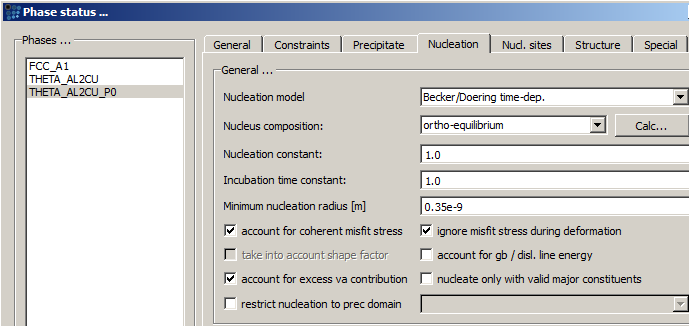 Phase status ...
Phases ...
FCC_A1
THETA_AL2CU
THETA_AL2CU_P0
General Constraints Precipitate Nucleation Nucl. sites Structure Special
General ...
Nucleation model Becker/Doering time-dep.
Nucleus composition: ortho-equilibrium Calc...
Nucleation constant: 1.0
Incubation time constant: 1.0
Minimum nucleation radius [m] 0.35e-9
account for coherent misfit stress ignore misfit stress during deformation
take into account shape factor account for gb / disl. line energy
account for excess va contribution nucleate only with valid major constituents
restrict nucleation to prec domain